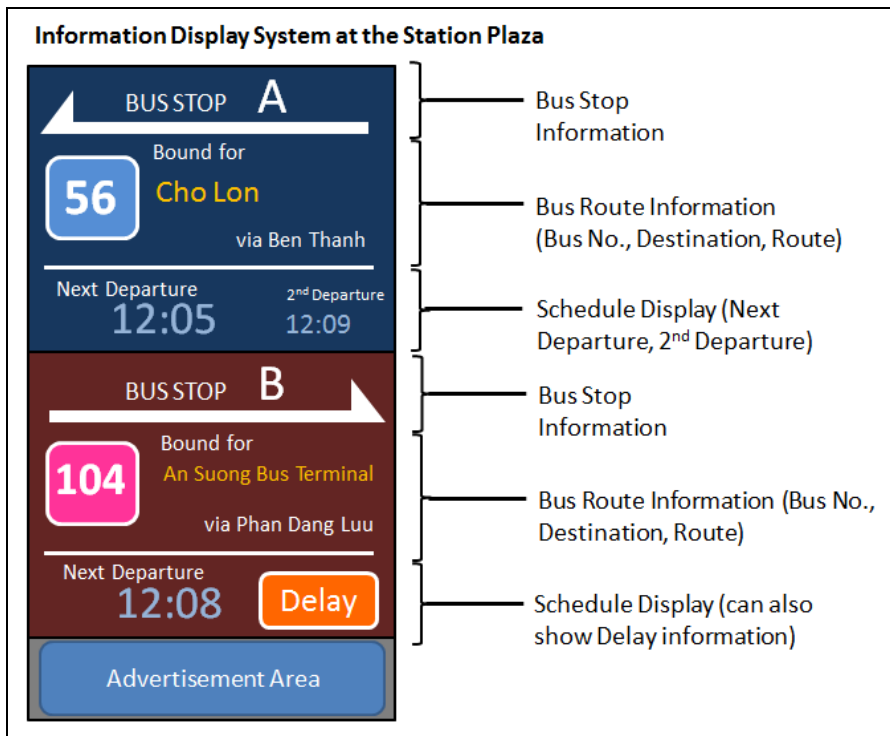 Information Display System at the Station Plaza
BUS STOP A
Bound for
56
Cho Lon
via Ben Thanh
Next Departure
2nd Departure
12:05
12:09
BUS STOP B
Bound for
104
An Suong Bus Terminal
via Phan Dang Luu
Next Departure
12:08
Delay
Advertisement Area
Bus Stop
Information
Bus Route Information
(Bus No., Destination, Route)
Schedule Display (Next
Departure, 2nd Departure)
Bus Stop
Information
Bus Route Information (Bus No.,
Destination, Route)
Schedule Display (can also
show Delay information)